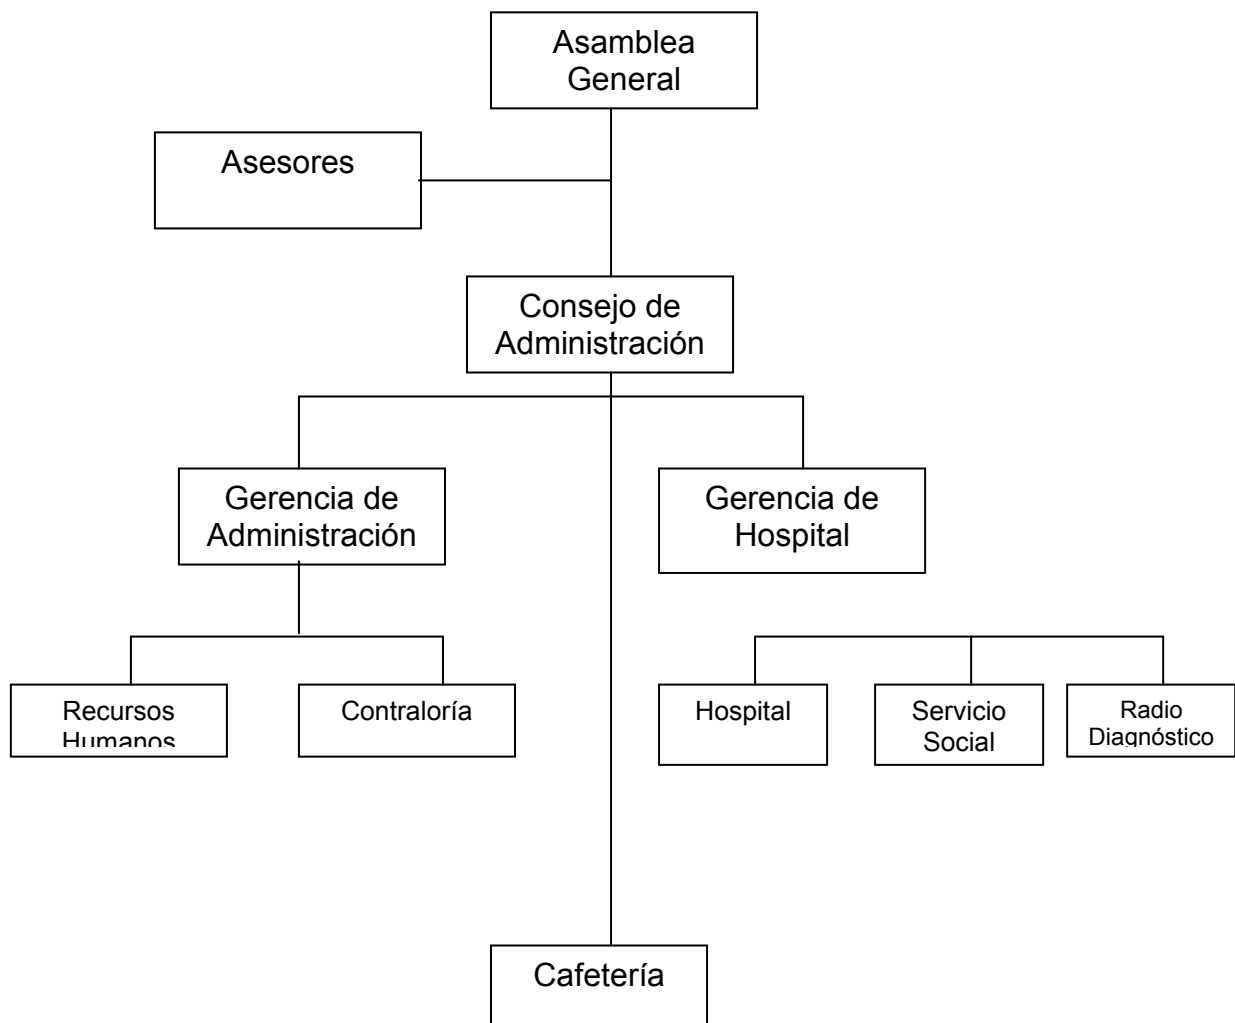 Asamblea
General
Asesores
Consejo de
Administración
Gerencia de
Administración
Gerencia de
Hospital
Recursos
Humanos
Contraloría
Hospital
Servicio
Social
Radio
Diagnóstico
Cafetería